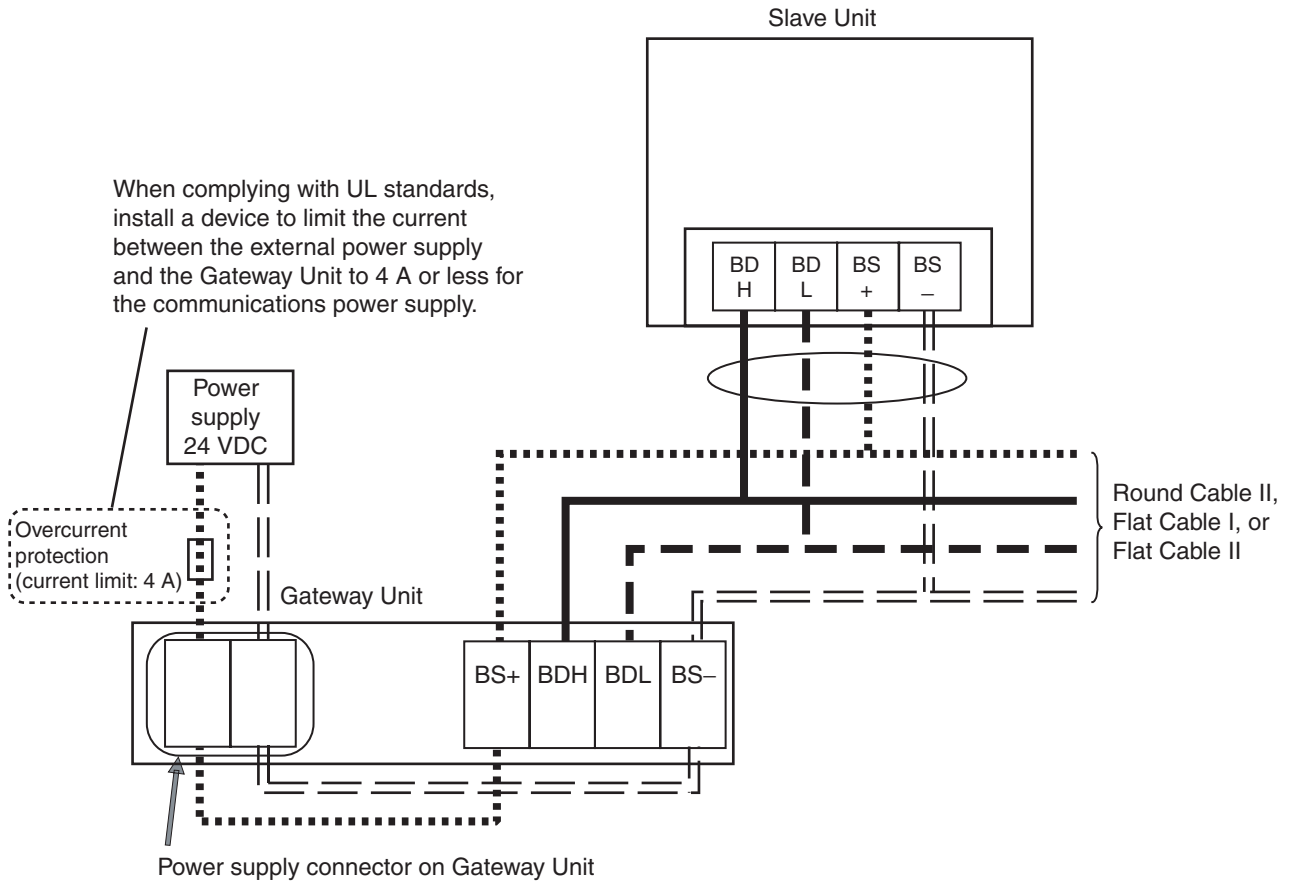 Slave Unit
When complying with UL standards,
install a device to limit the current
between the external power supply
and the Gateway Unit to 4 A or less for
the communications power supply.
BD
H
BD
L
BS
+
BS
–
Power
supply
24 VDC
Overcurrent
protection
(current limit: 4 A)
Round Cable II,
Flat Cable I, or
Flat Cable II
Gateway Unit
BS+
BDH
BDL
BS–
Power supply connector on Gateway Unit